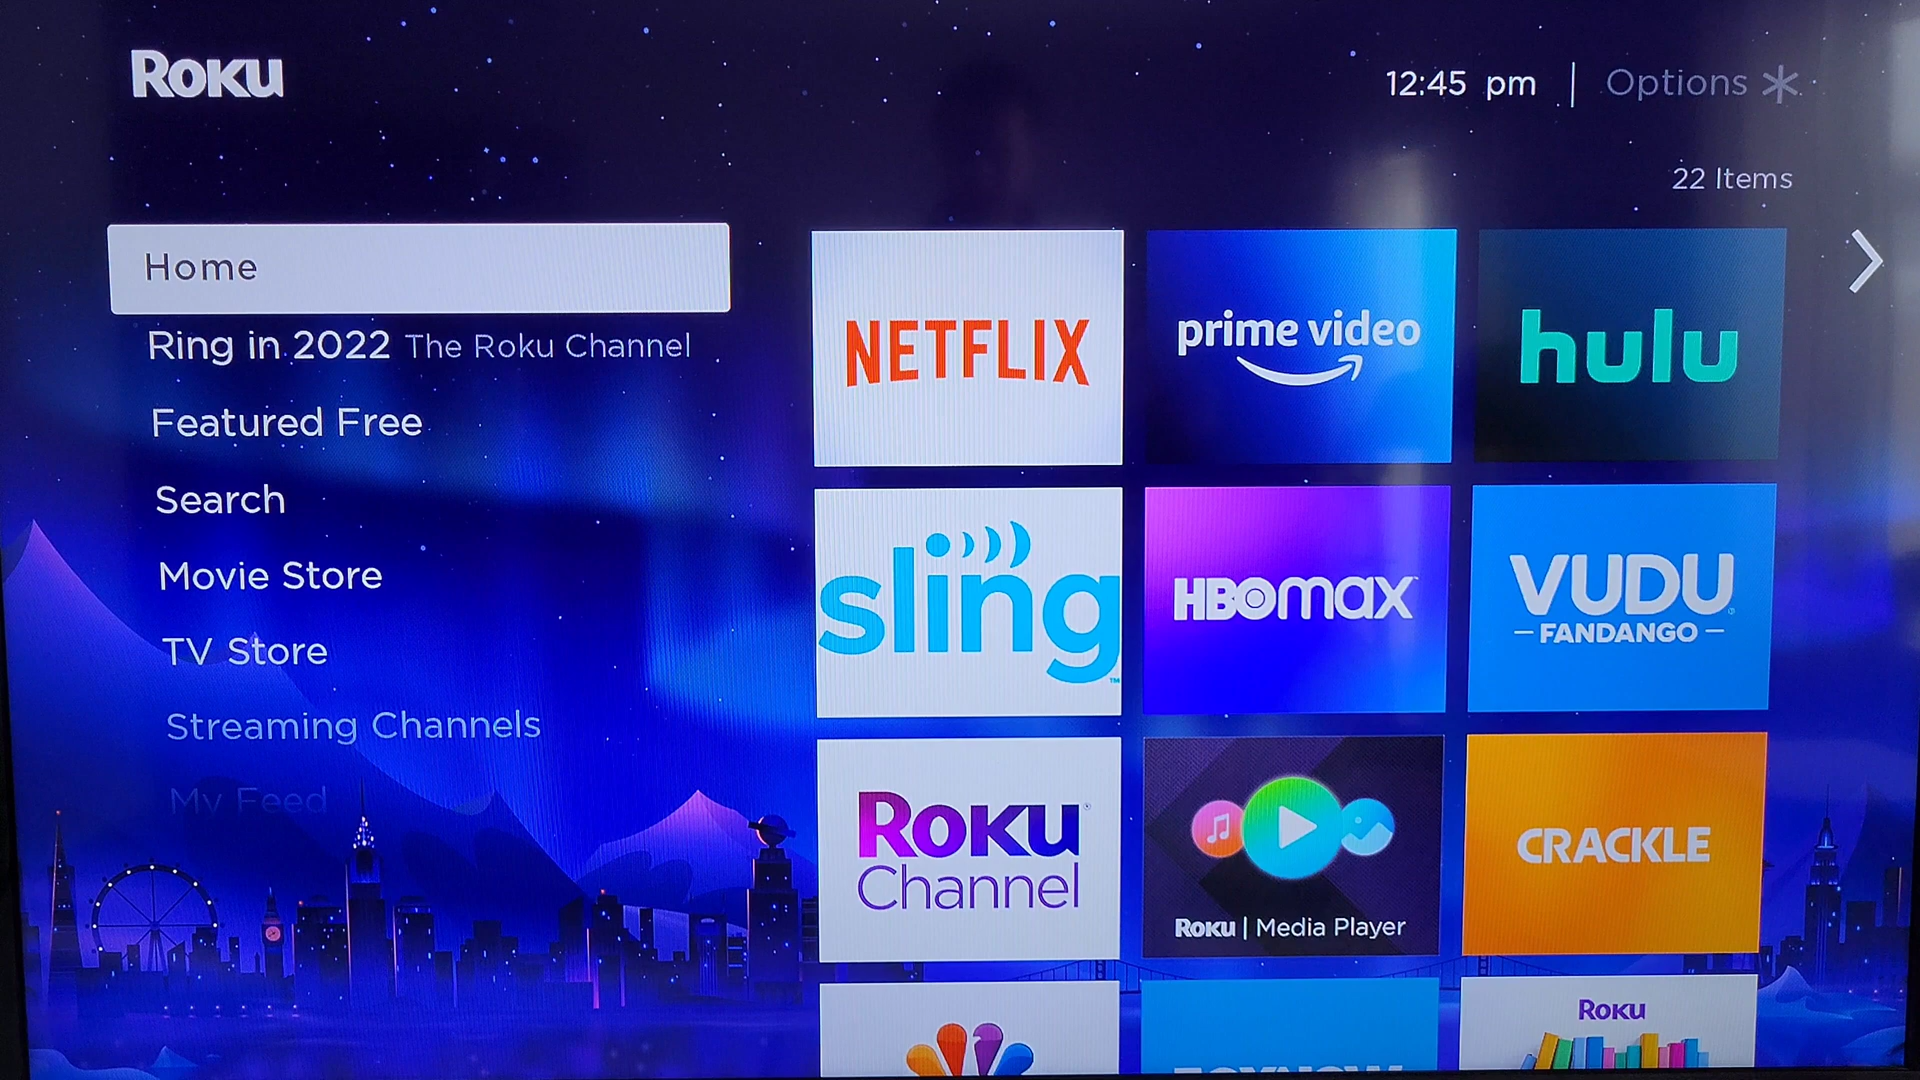 ROKU
12:45 pm | Options *
22 Items
Home
Ring in 2022 The Roku Channel
Featured Free
Search
Movie Store
TV Store
Streaming Channels
My Feed
NETFLIX
prime video
hulu
sling™
HBOmax
VUDU
— FANDANGO —
ROKU
Channel
ROKU | Media Player
CRACKLE
FOXNOW
ROKU